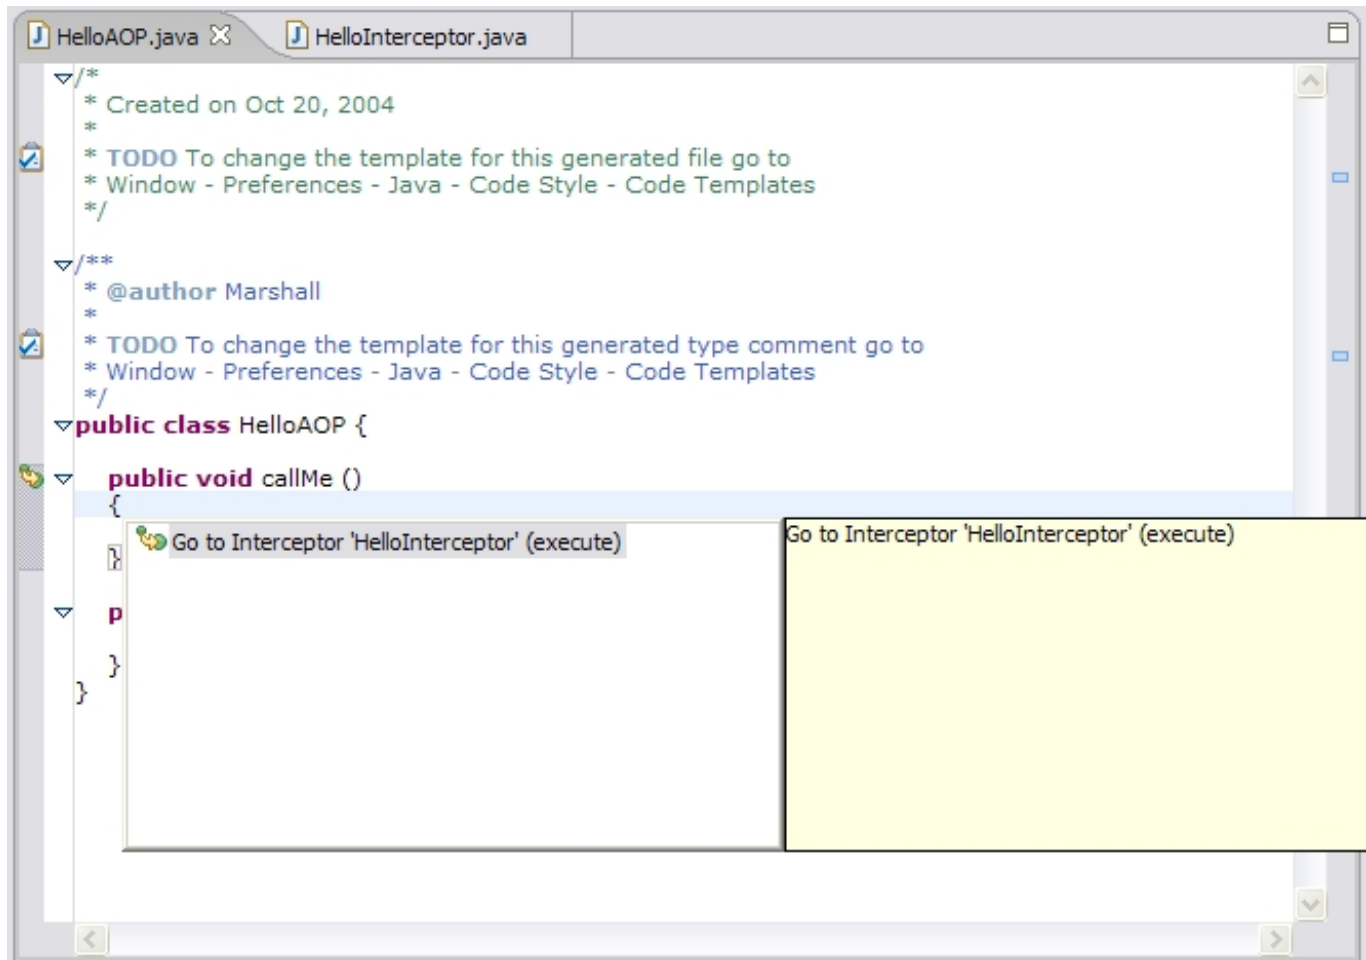 HelloAOP.java
HelloInterceptor.java
/*
* Created on Oct 20, 2004
*
* TODO To change the template for this generated file go to
* Window - Preferences - Java - Code Style - Code Templates
*/
/**
* @author Marshall
*
* TODO To change the template for this generated type comment go to
* Window - Preferences - Java - Code Style - Code Templates
*/
public class HelloAOP {
public void callMe ()
{
Go to Interceptor 'HelloInterceptor' (execute)
Go to Interceptor 'HelloInterceptor' (execute)
}
p
}
}